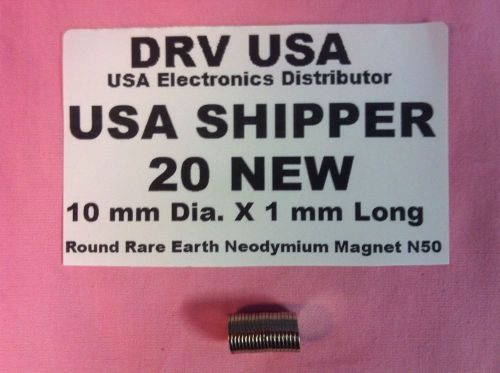 DRV USA
USA Electronics Distributor
USA SHIPPER
20 NEW
10 mm Dia. X 1 mm Long
Round Rare Earth Neodymium Magnet N50